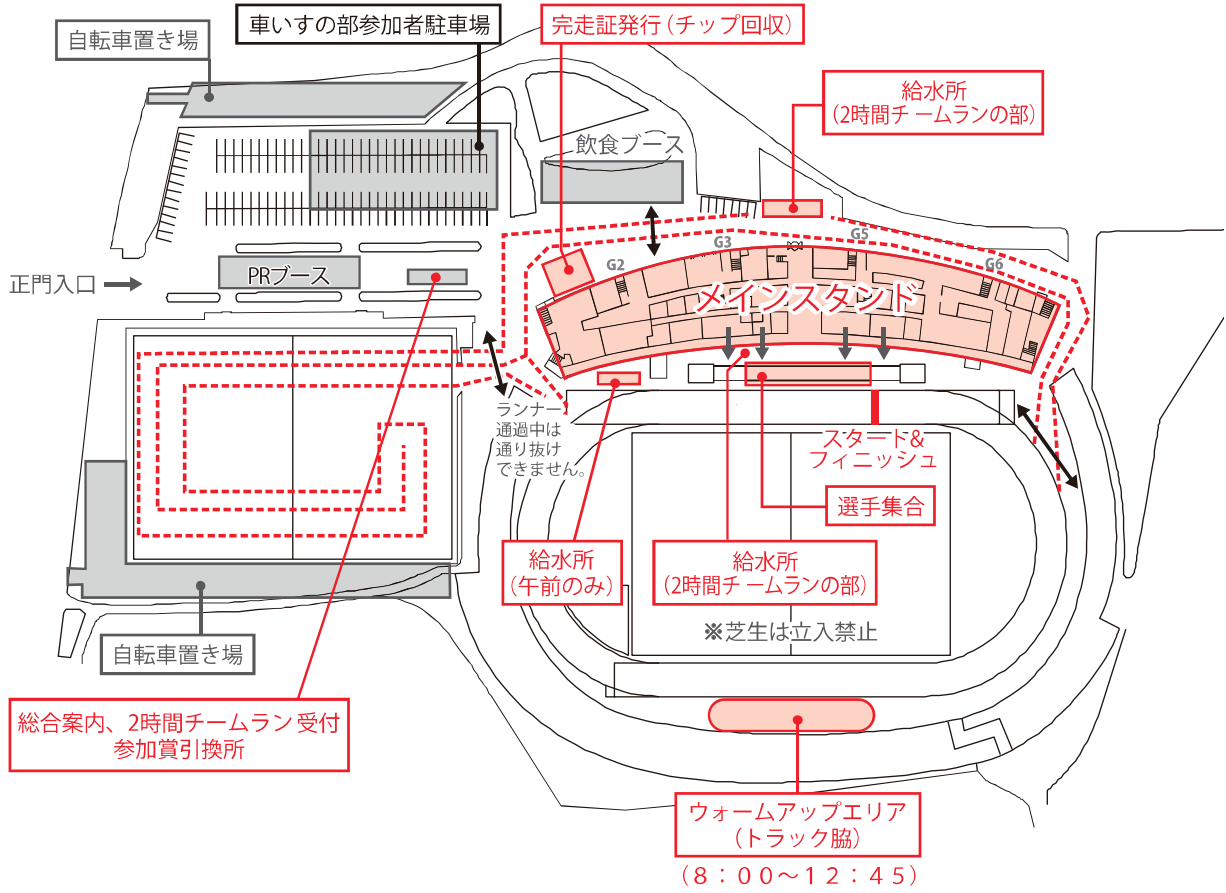 自転車置き場
車いすの部参加者駐車場
完走証発行(チップ回収)
給水所
(2時間チームランの部)
飲食ブース
G2
G3
G5
G6
正門入口
PRブース
メインスタンド
ランナー
通過中は
通り抜け
できません。
スタート&
フィニッシュ
選手集合
給水所
(午前のみ)
給水所
(2時間チームランの部)
※芝生は立入禁止
自転車置き場
総合案内、2時間チームラン受付
参加賞引換所
ウォームアップエリア
(トラック脇)
(8:00~12:45)